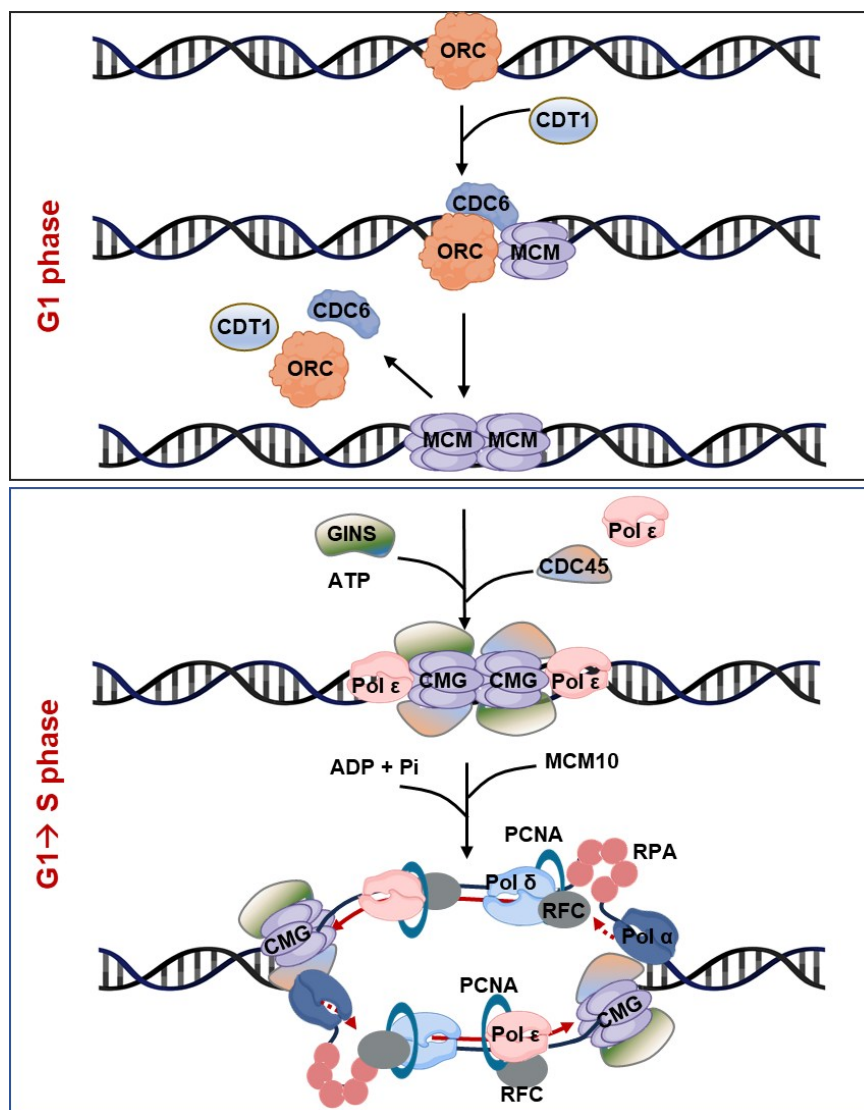 G1 phase
ORC
CDT1
CDC6
ORC
MCM
CDT1
CDC6
ORC
MCM
MCM
G1→ S phase
GINS
ATP
Pol ε
CDC45
Pol ε
CMG
CMG
Pol ε
ADP + Pi
MCM10
PCNA
RPA
Pol δ
RFC
Pol α
CMG
PCNA
Pol ε
CMG
RFC